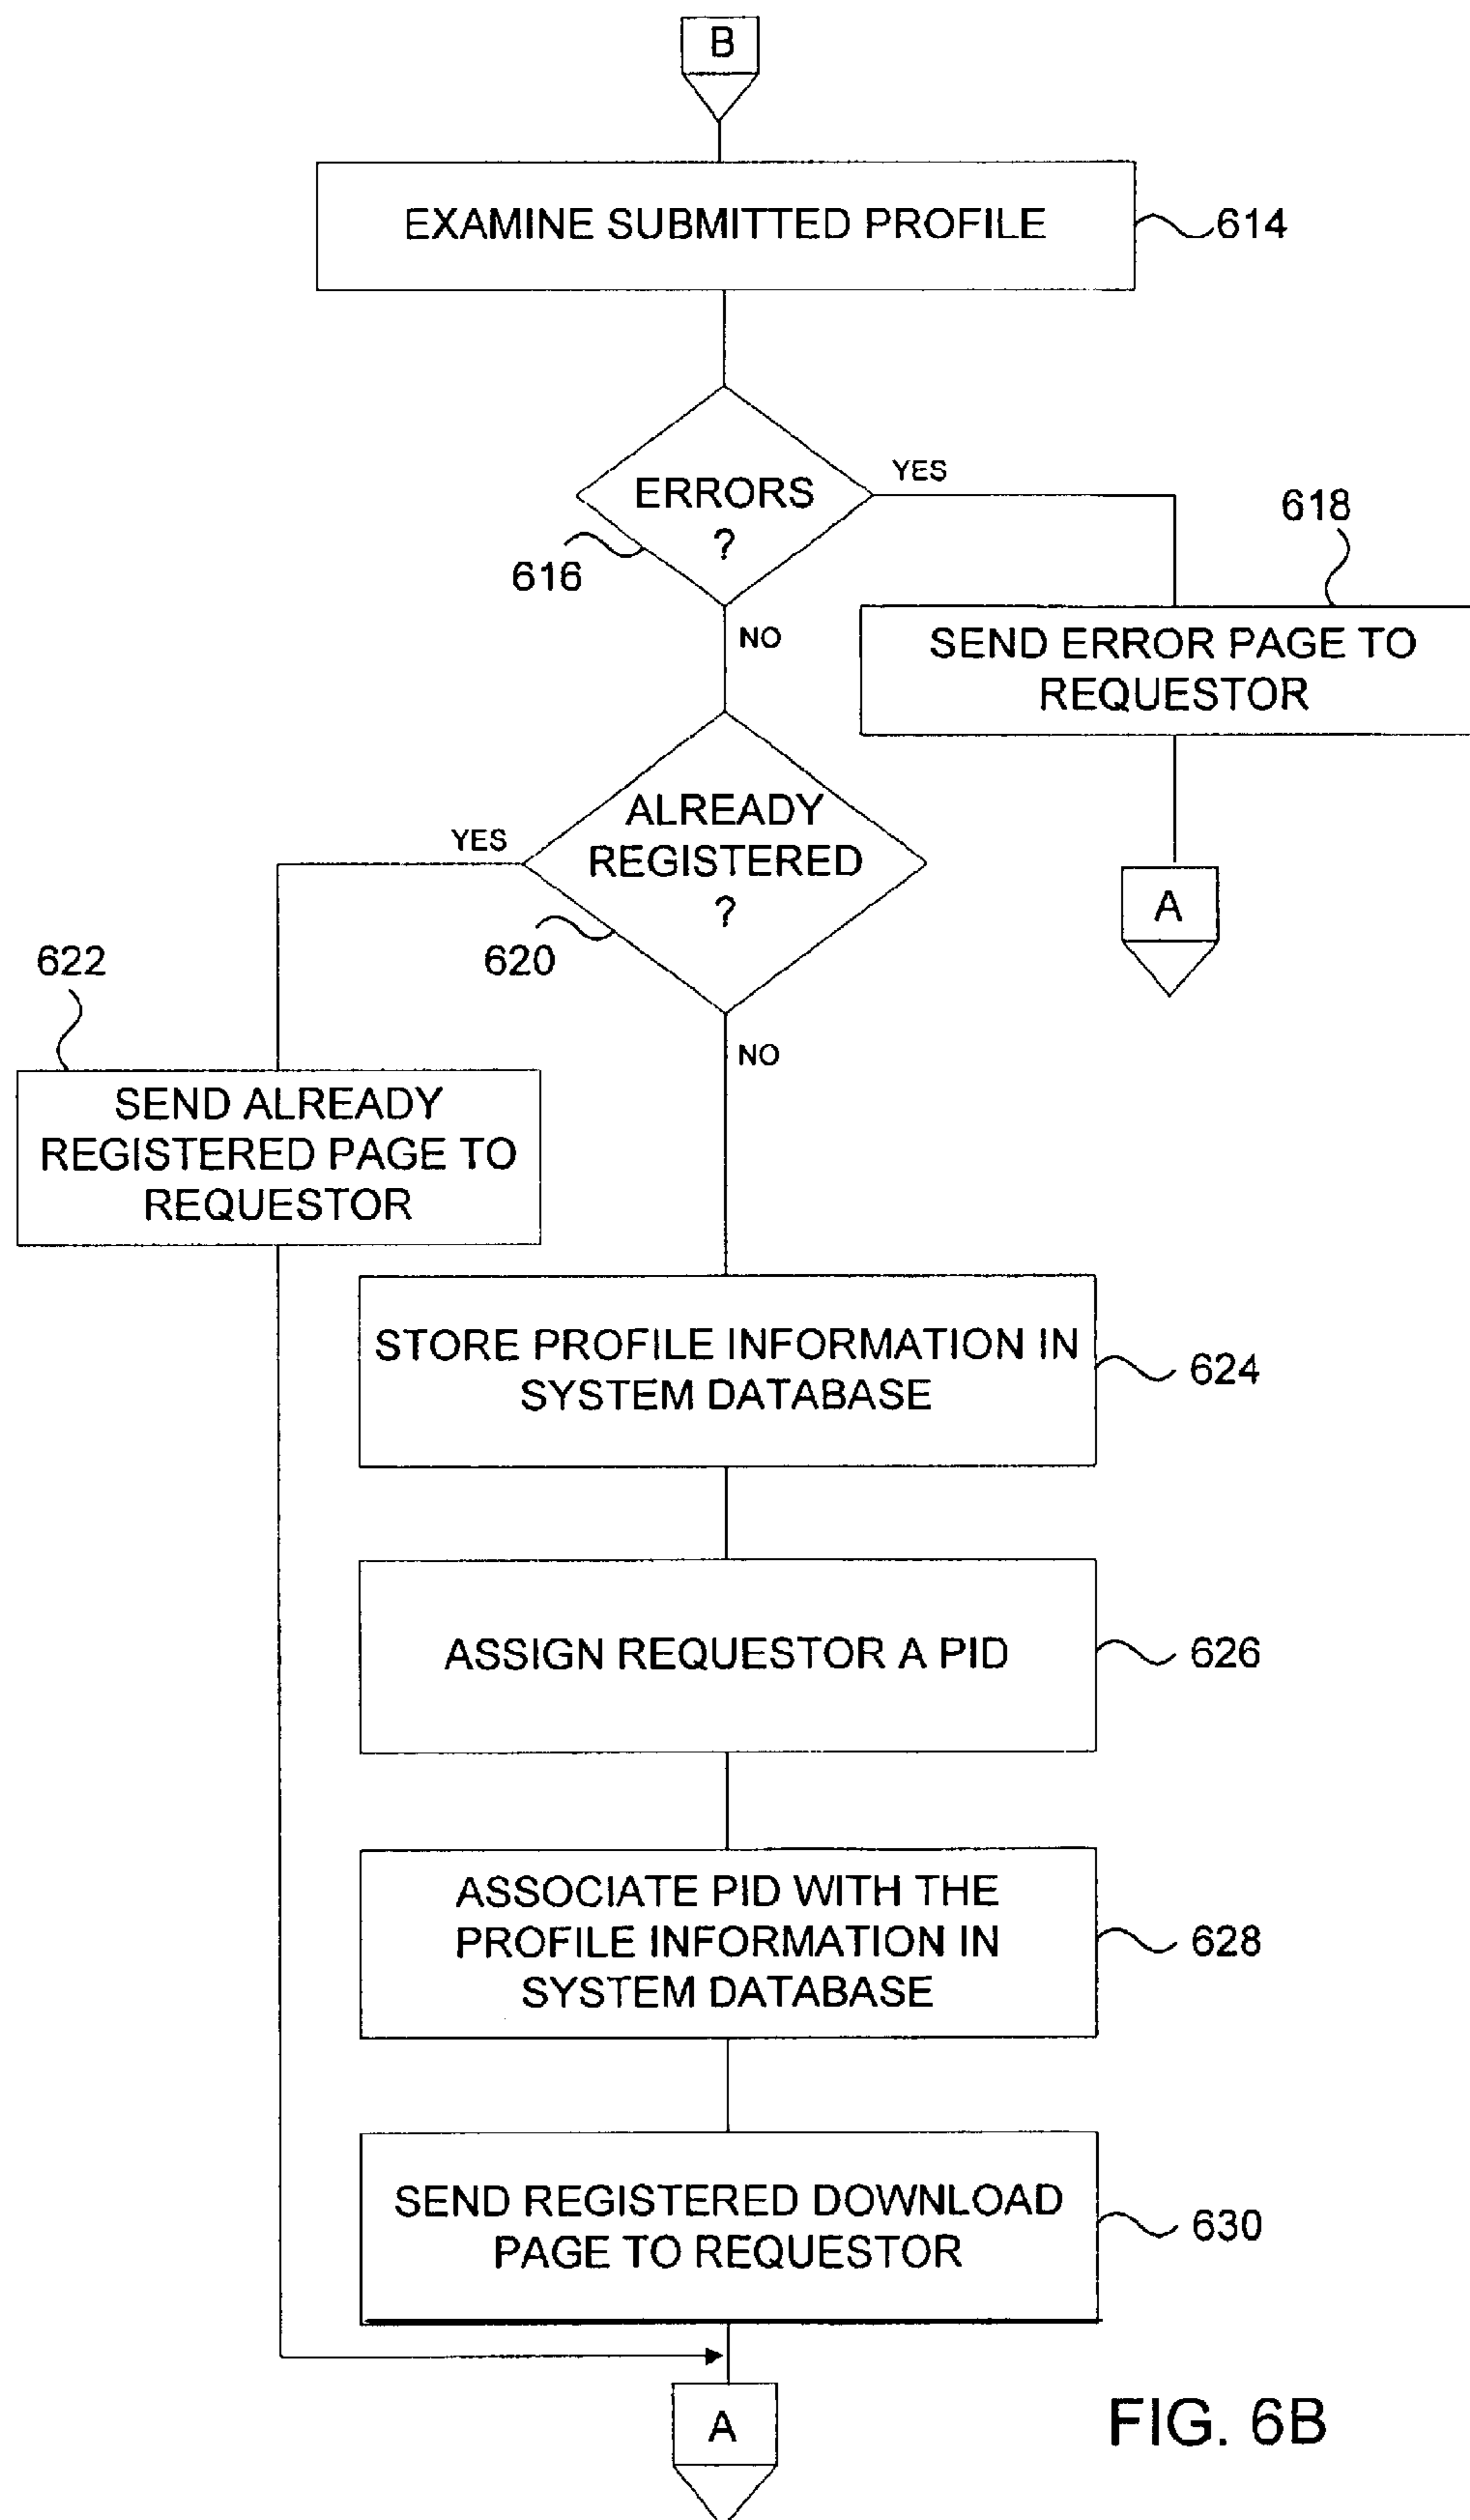 B
EXAMINE SUBMITTED PROFILE
614
ERRORS
?
YES
616
618
NO
SEND ERROR PAGE TO
REQUESTOR
ALREADY
REGISTERED
?
YES
620
A
622
NO
SEND ALREADY
REGISTERED PAGE TO
REQUESTOR
STORE PROFILE INFORMATION IN
SYSTEM DATABASE
624
ASSIGN REQUESTOR A PID
626
ASSOCIATE PID WITH THE
PROFILE INFORMATION IN
SYSTEM DATABASE
628
SEND REGISTERED DOWNLOAD
PAGE TO REQUESTOR
630
A
FIG. 6B